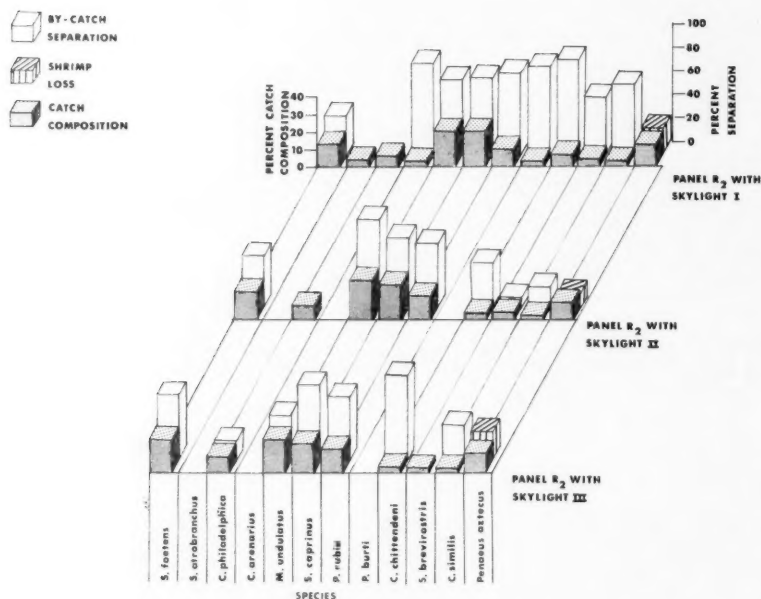 BY-CATCH
SEPARATION
SHRIMP
LOSS
CATCH
COMPOSITION
PERCENT CATCH
COMPOSITION
40
30
20
10
0
100
80
60
40
20
0
PERCENT
SEPARATION
PANEL R2 WITH
SKYLIGHT I
PANEL R2 WITH
SKYLIGHT II
PANEL R2 WITH
SKYLIGHT III
S. foetens
S. atrobranchus
C. philadelphica
C. arenarius
M. undulatus
S. caprinus
P. rubio
P. burti
C. chittendeni
S. brevirostris
C. similis
Penaeus aztecus
SPECIES